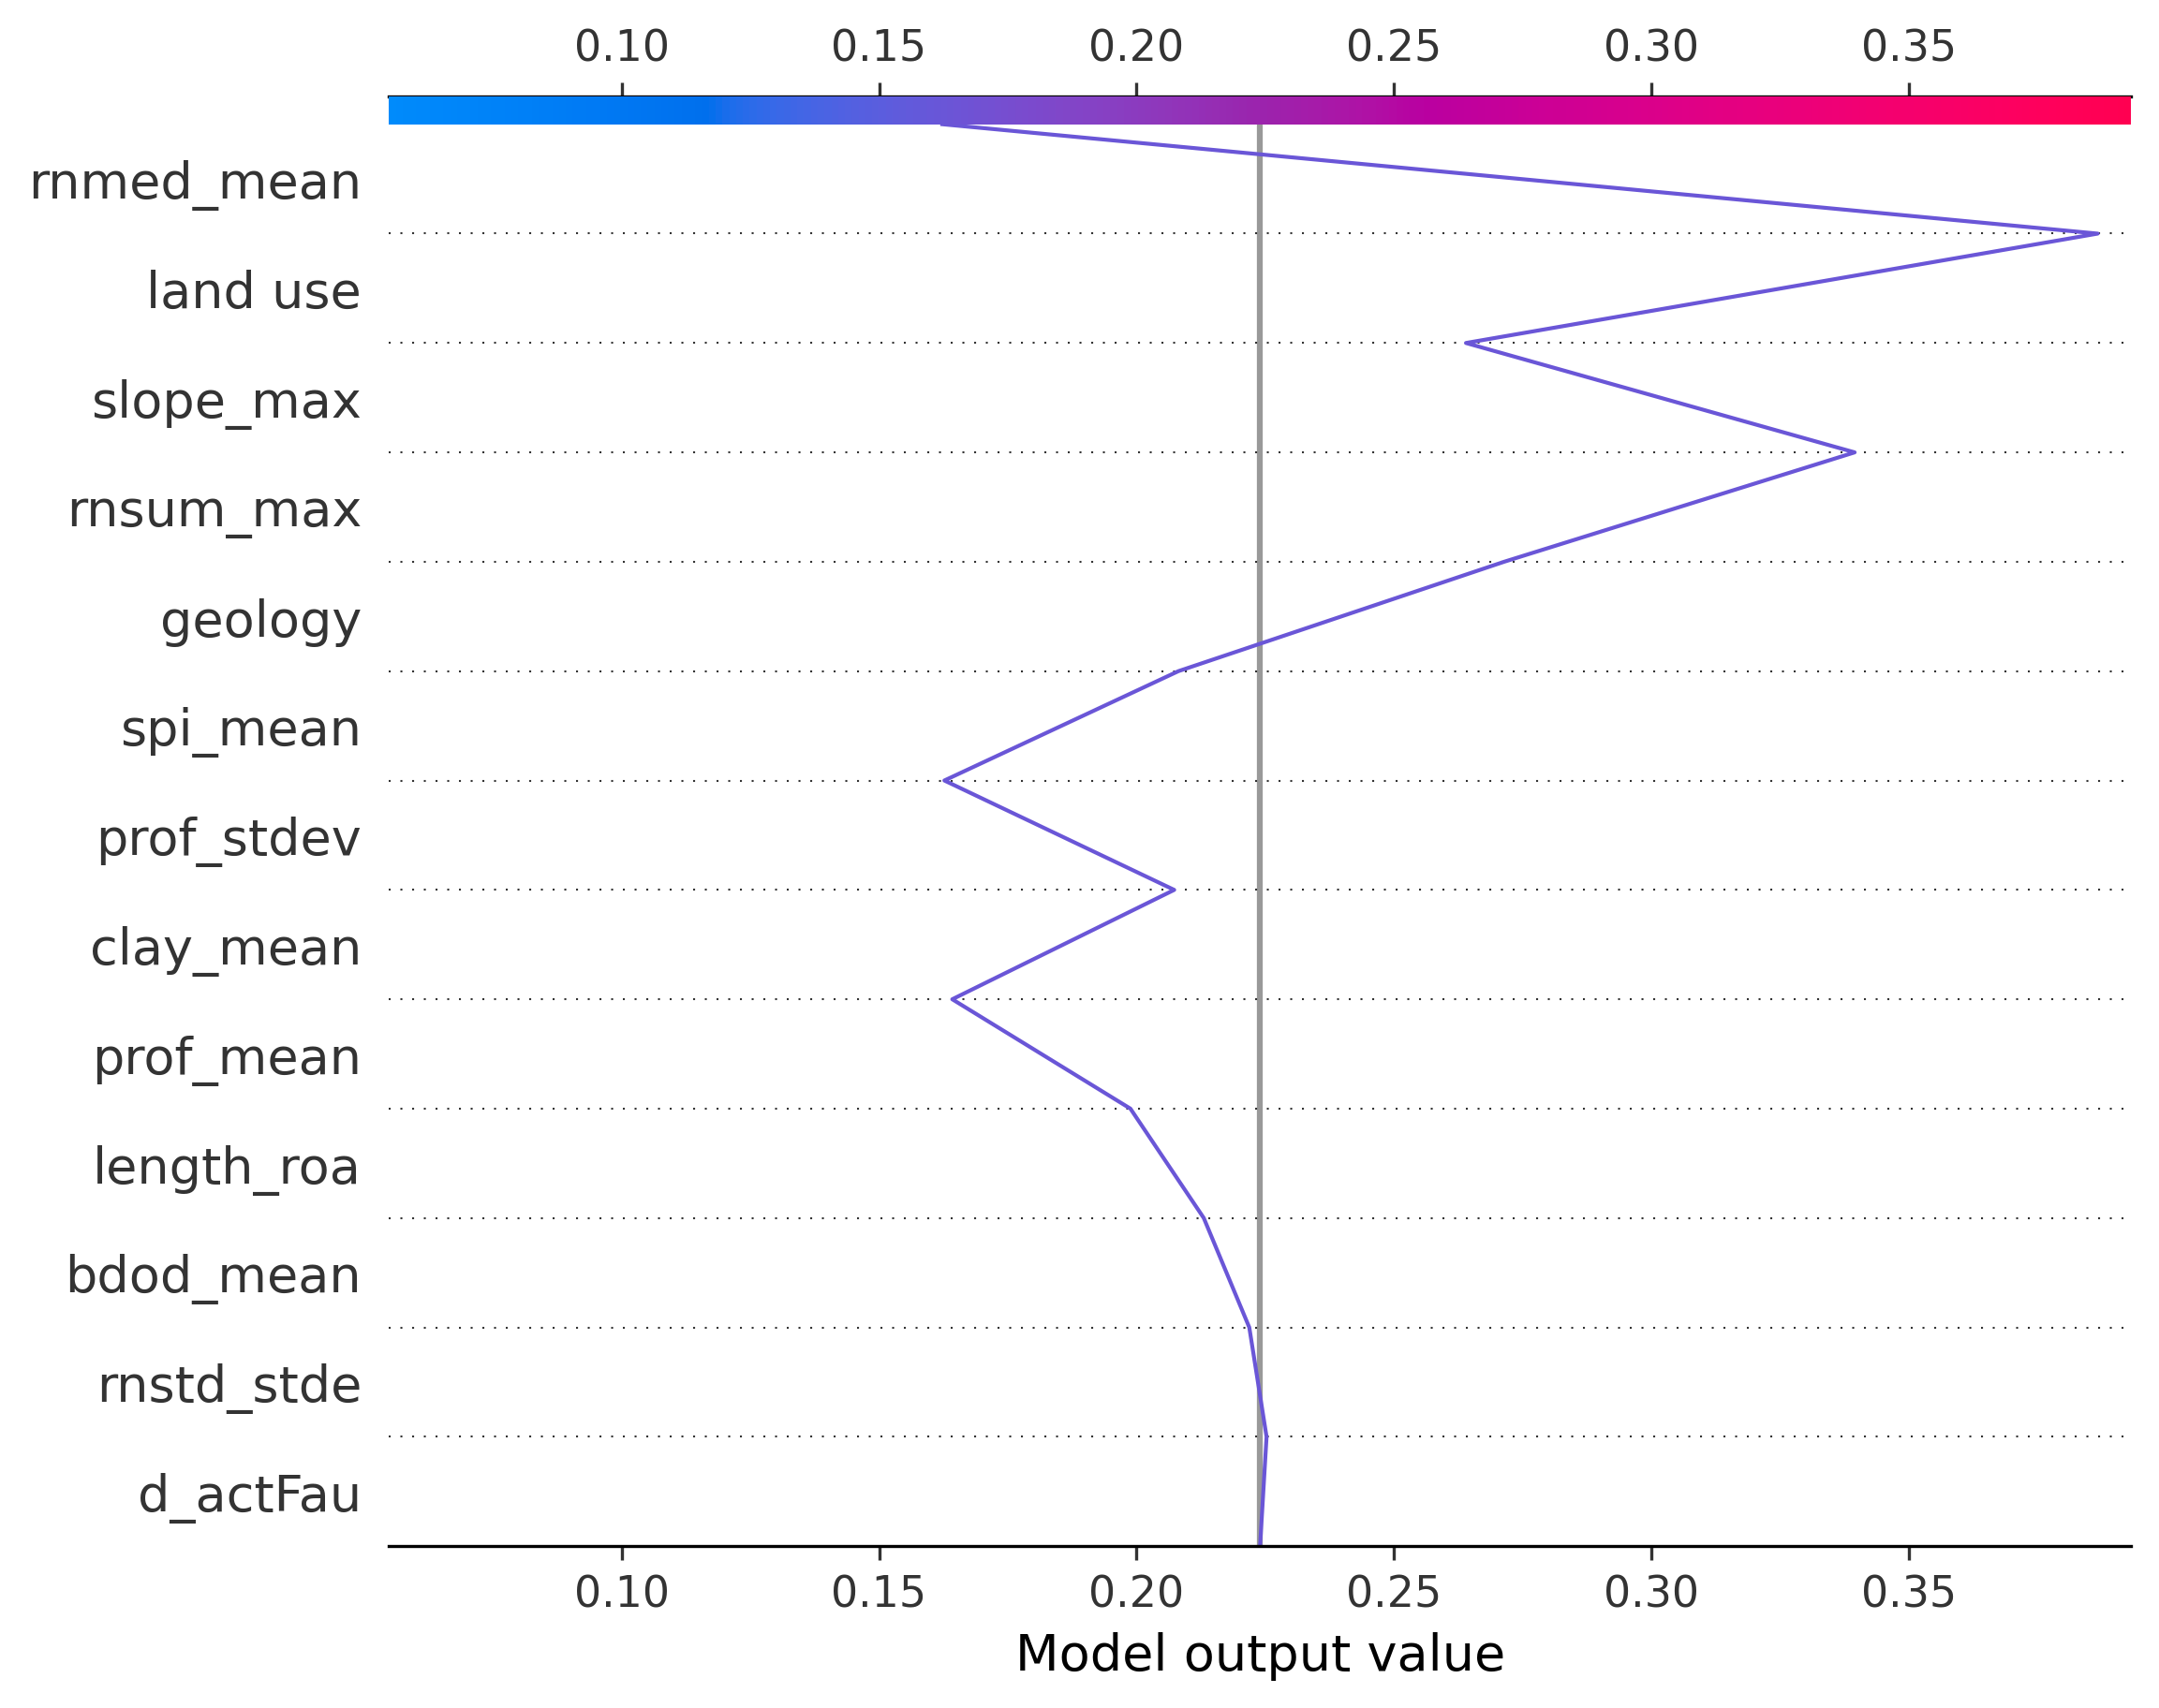 0.10 0.15 0.20 0.25 0.30 0.35
rnmed_mean
land use
slope_max
rnsum_max
geology
spi_mean
prof_stdev
clay_mean
prof_mean
length_roa
bdod_mean
rnstd_stde
d_actFau
0.10 0.15 0.20 0.25 0.30 0.35
Model output value